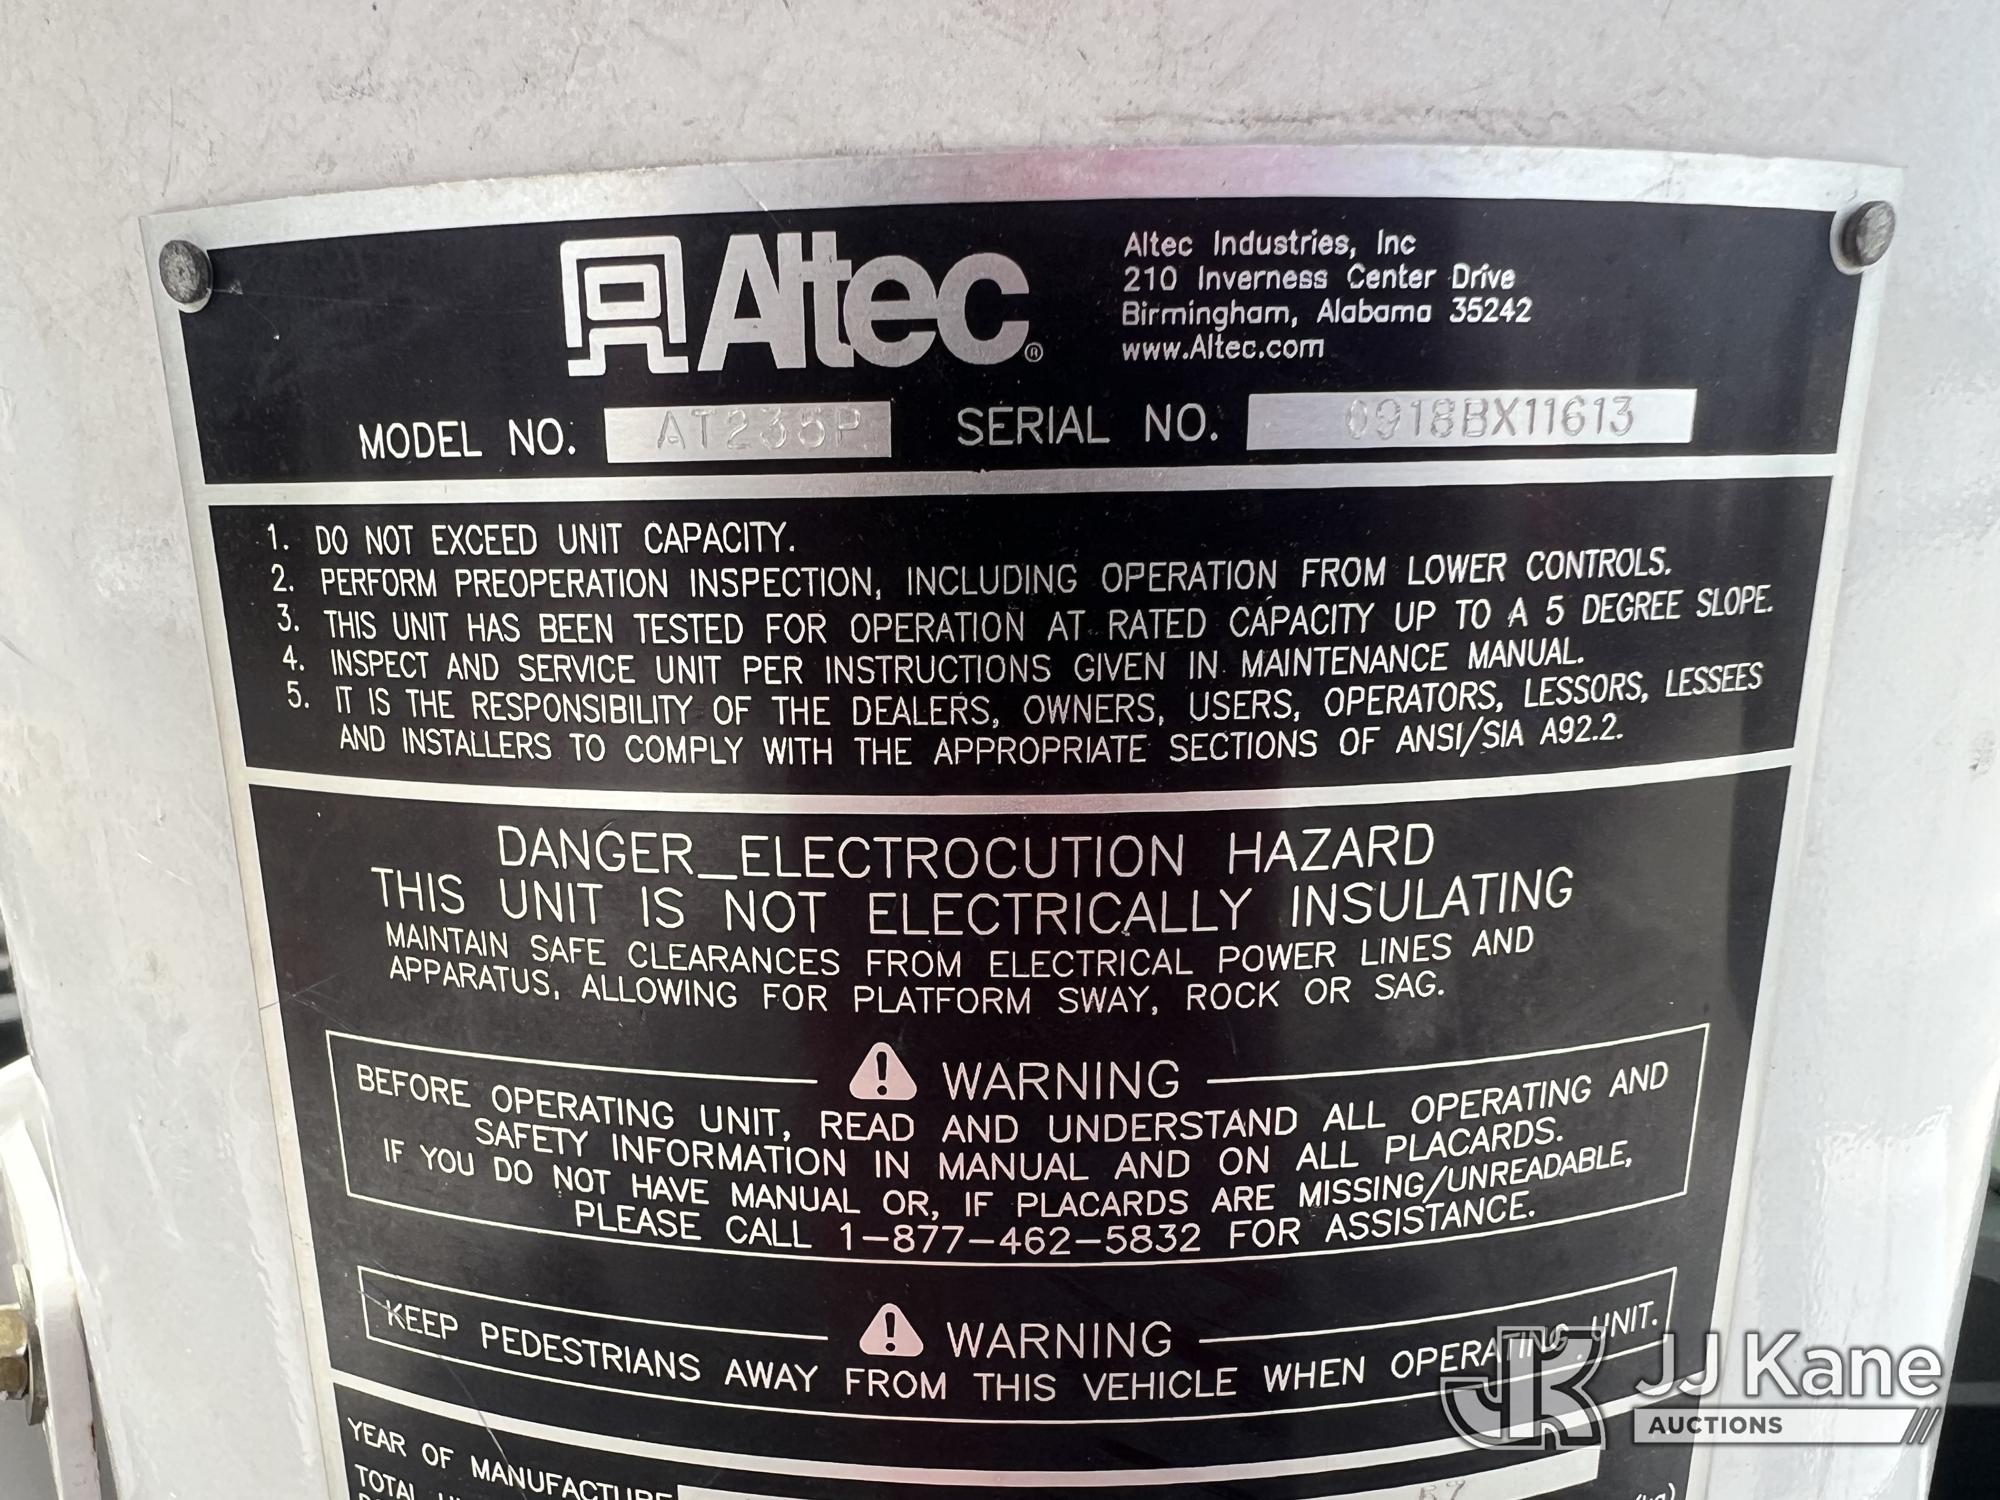 Altec®
Altec Industries, Inc
210 Inverness Center Drive
Birmingham, Alabama 35242
www.Altec.com
MODEL NO. AT235P SERIAL NO. 0918BX11613
1. DO NOT EXCEED UNIT CAPACITY.
2. PERFORM PREOPERATION INSPECTION, INCLUDING OPERATION FROM LOWER CONTROLS.
3. THIS UNIT HAS BEEN TESTED FOR OPERATION AT RATED CAPACITY UP TO A 5 DEGREE SLOPE.
4. INSPECT AND SERVICE UNIT PER INSTRUCTIONS GIVEN IN MAINTENANCE MANUAL.
5. IT IS THE RESPONSIBILITY OF THE DEALERS, OWNERS, USERS, OPERATORS, LESSORS, LESSEES
AND INSTALLERS TO COMPLY WITH THE APPROPRIATE SECTIONS OF ANSI/SIA A92.2.
DANGER_ELECTROCUTION HAZARD
THIS UNIT IS NOT ELECTRICALLY INSULATING
MAINTAIN SAFE CLEARANCES FROM ELECTRICAL POWER LINES AND
APPARATUS, ALLOWING FOR PLATFORM SWAY, ROCK OR SAG.
WARNING
BEFORE OPERATING UNIT, READ AND UNDERSTAND ALL OPERATING AND
SAFETY INFORMATION IN MANUAL AND ON ALL PLACARDS.
IF YOU DO NOT HAVE MANUAL OR, IF PLACARDS ARE MISSING/UNREADABLE,
PLEASE CALL 1-877-462-5832 FOR ASSISTANCE.
WARNING
KEEP PEDESTRIANS AWAY FROM THIS VEHICLE WHEN OPERATING UNIT.
YEAR OF MANUFACTURE
TOTAL
JJ Kane
AUCTIONS